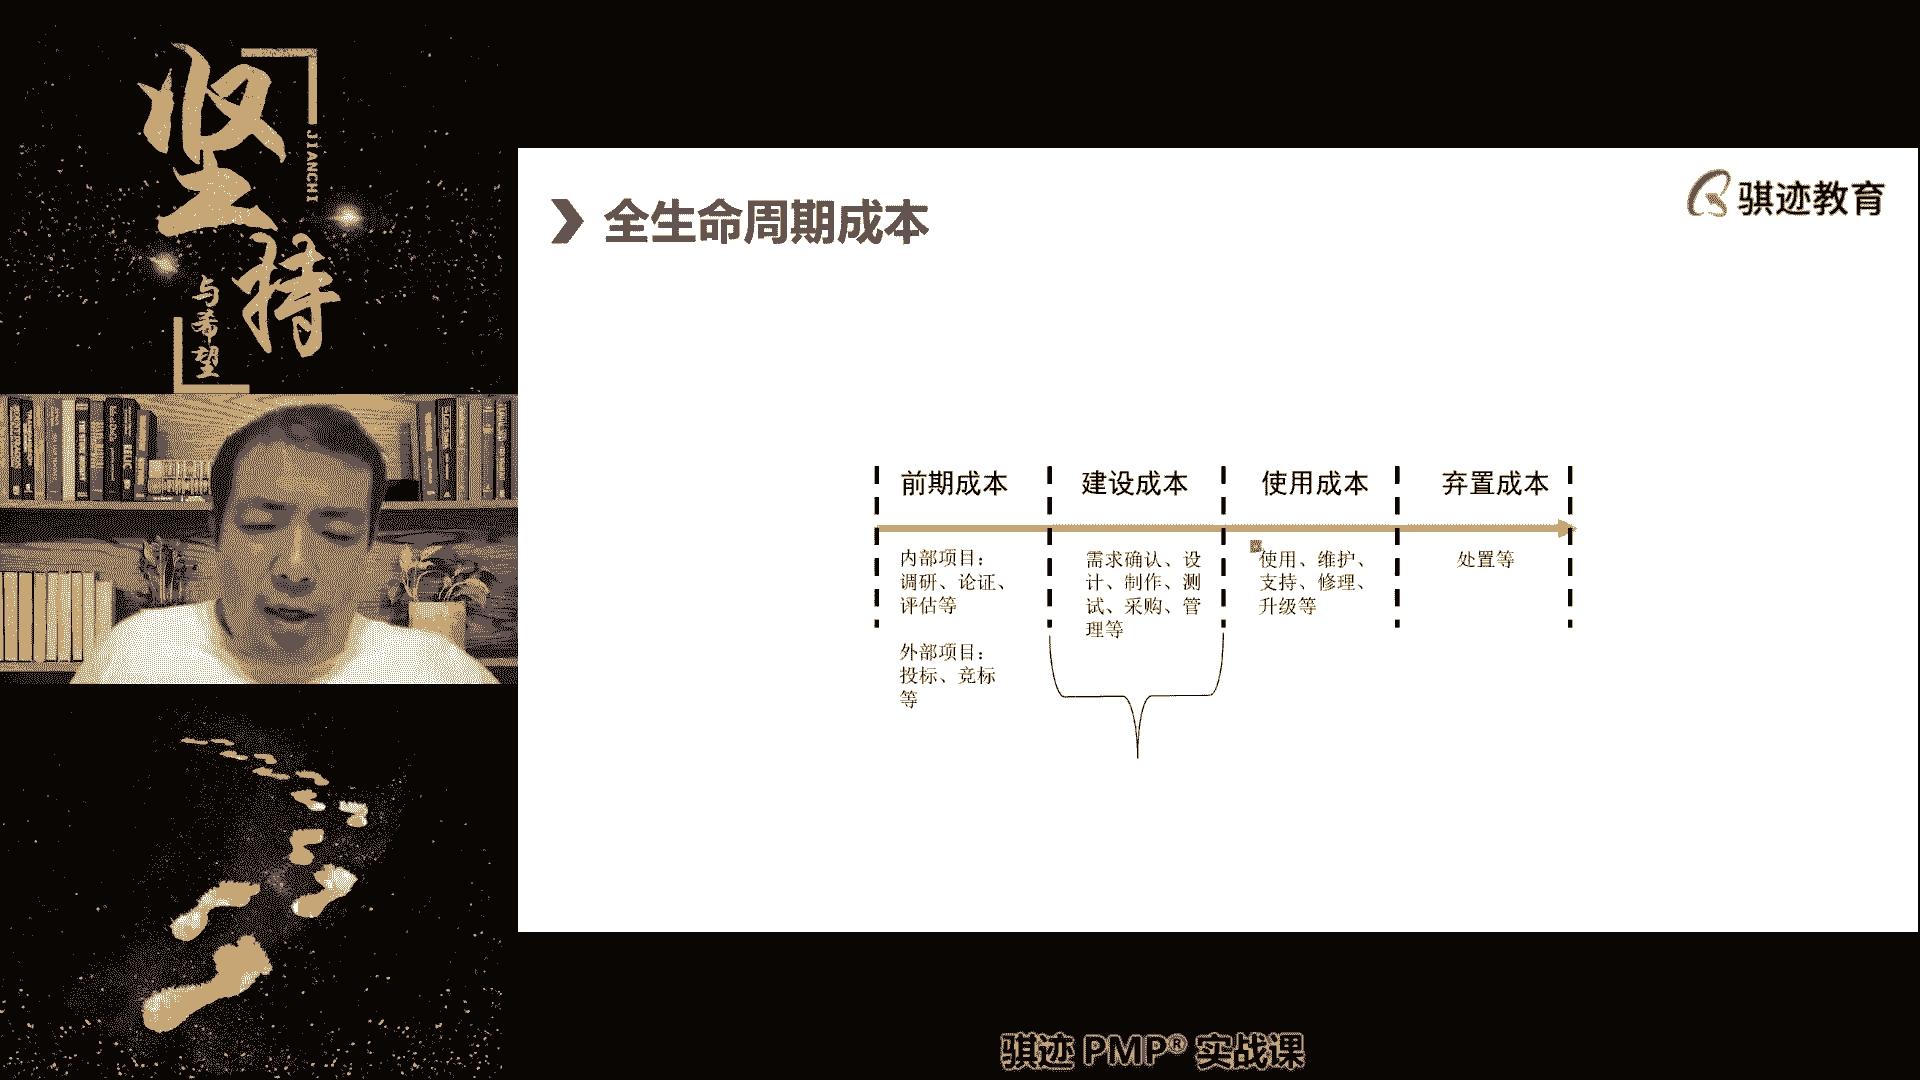 坚持
JIANCHI
与希望
骐迹教育
全生命周期成本
前期成本
建设成本
使用成本
弃置成本
内部项目：
调研、论证、
评估等
外部项目：
投标、竞标
等
需求确认、设
计、制作、测
试、采购、管
理等
使用、维护、
支持、修理、
升级等
处置等
骐迹 PMP® 实战课